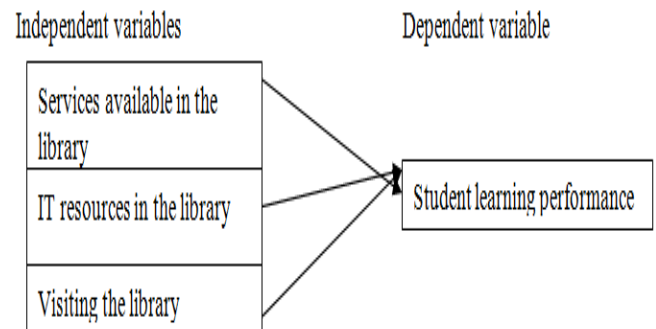 Independent variables
Dependent variable
Services available in the
library
IT resources in the library
Student learning performance
Visiting the library